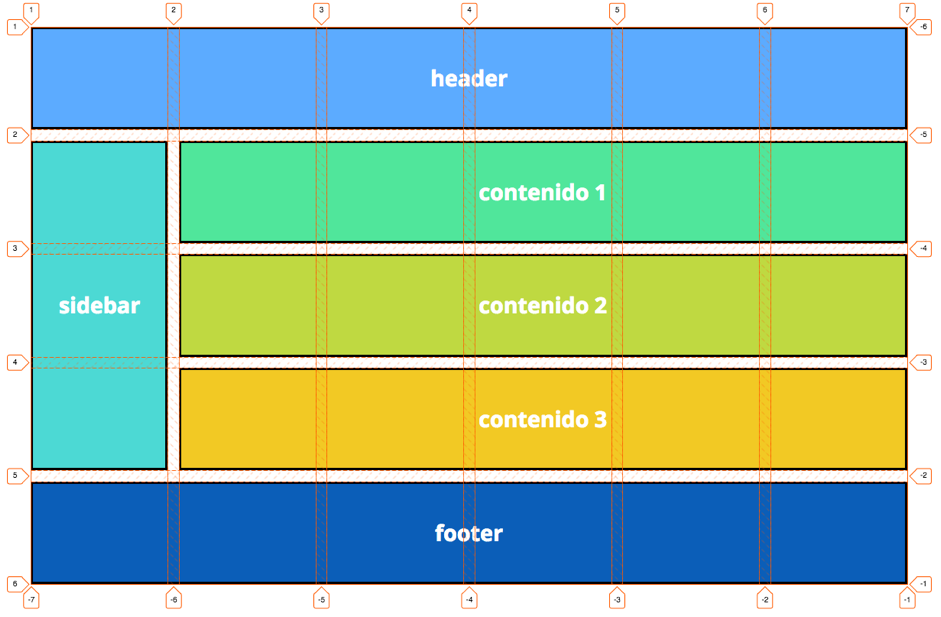 1 2 3 4 5 6 7
1 -6
header
2 -5
contenido 1
3 -4
sidebar contenido 2
4 -3
contenido 3
5 -2
footer
6 -1
-7 -6 -5 -4 -3 -2 -1